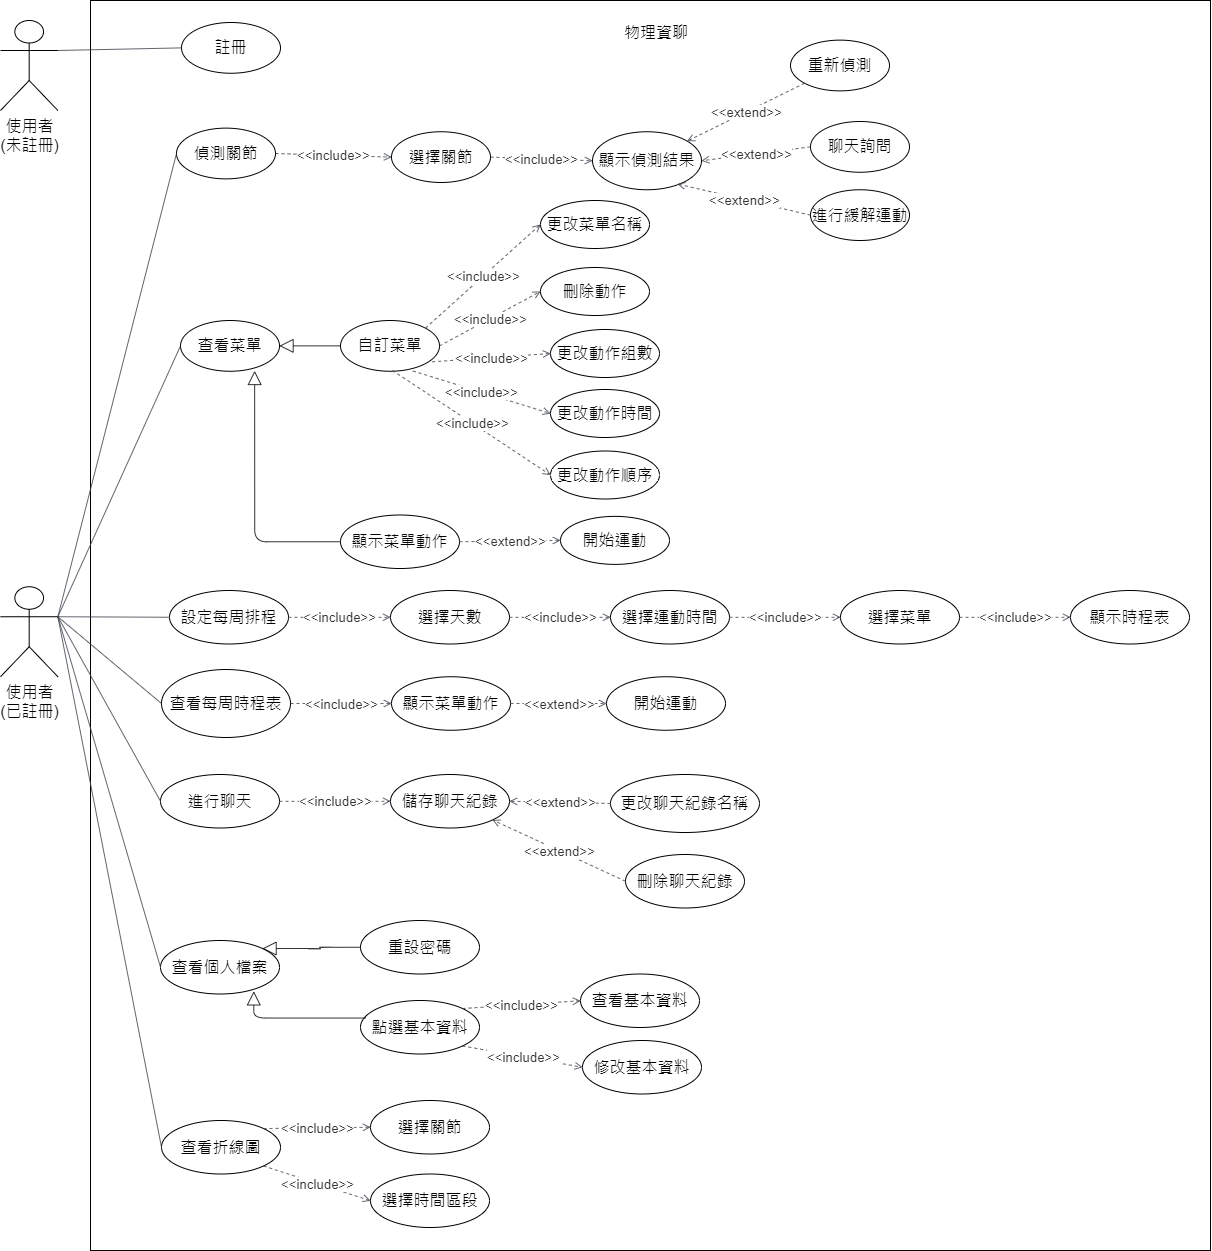 物理資聊
使用者
(未註冊)
註冊
重新偵測
<<extend>>
偵測關節
<<include>>
選擇關節
<<include>>
顯示偵測結果
<<extend>>
聊天詢問
<<extend>>
進行緩解運動
更改菜單名稱
<<include>>
刪除動作
<<include>>
查看菜單
自訂菜單
<<include>>
更改動作組數
<<include>>
更改動作時間
<<include>>
更改動作順序
顯示菜單動作
<<extend>>
開始運動
使用者
(已註冊)
設定每周排程
<<include>>
選擇天數
<<include>>
選擇運動時間
<<include>>
選擇菜單
<<include>>
顯示時程表
查看每周時程表
<<include>>
顯示菜單動作
<<extend>>
開始運動
進行聊天
<<include>>
儲存聊天紀錄
<<extend>>
更改聊天紀錄名稱
<<extend>>
刪除聊天紀錄
查看個人檔案
重設密碼
點選基本資料
<<include>>
查看基本資料
<<include>>
修改基本資料
查看折線圖
<<include>>
選擇關節
<<include>>
選擇時間區段